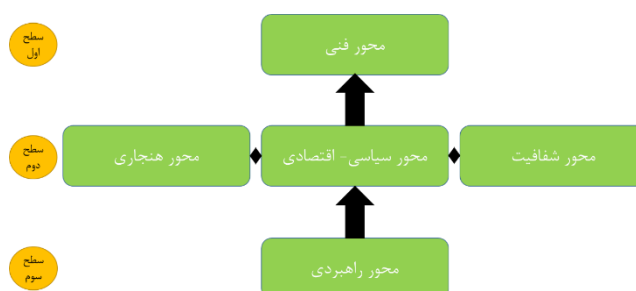 سطح
اول
محور فنی
محور شفافیت
محور سیاسی- اقتصادی
محور هنجاری
سطح
دوم
محور راهبردی
سطح
سوم